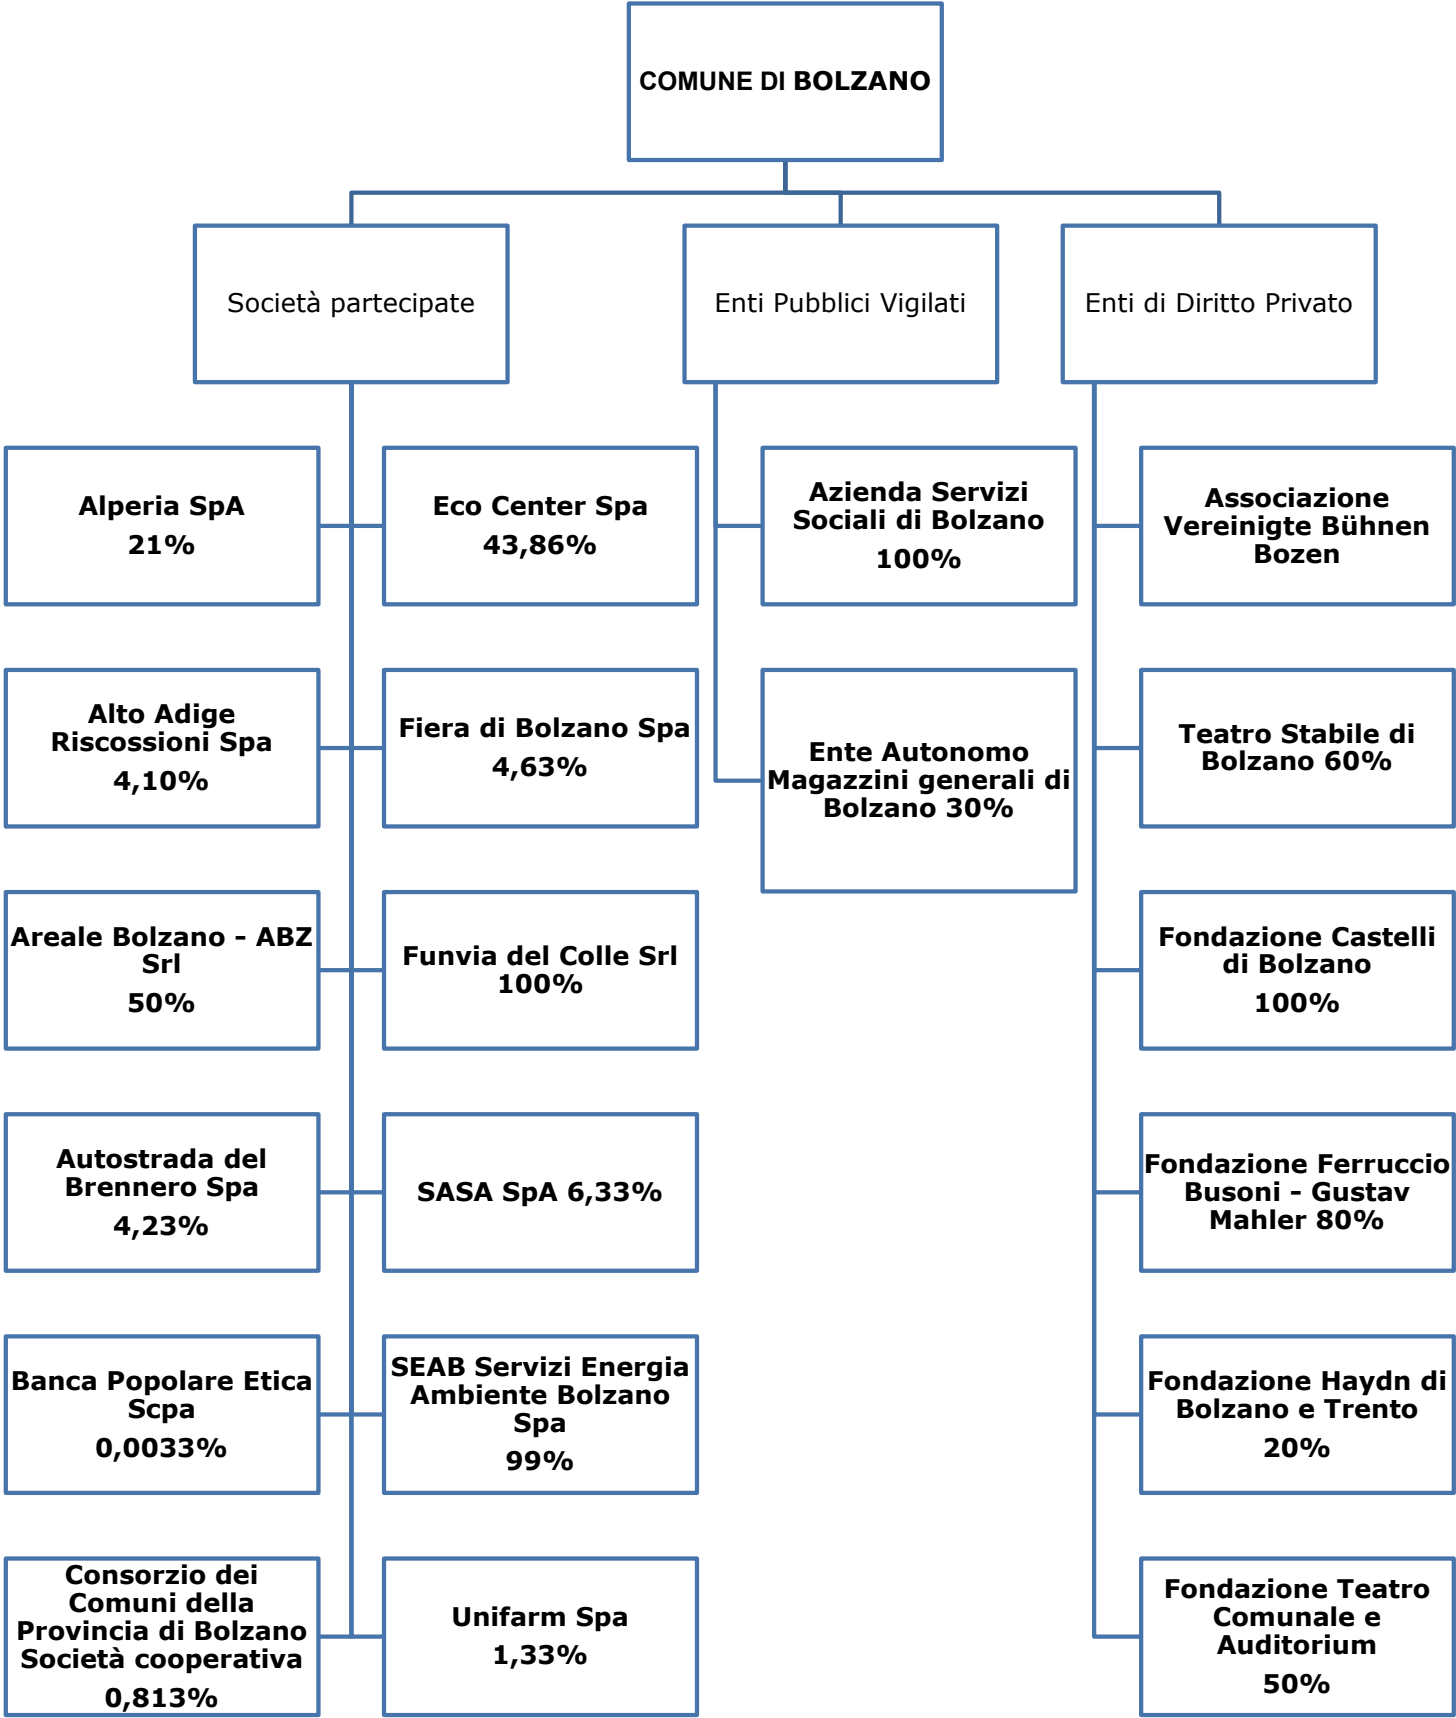 COMUNE DI BOLZANO
Società partecipate
Enti Pubblici Vigilati
Enti di Diritto Privato
Alperia SpA
21%
Eco Center Spa
43,86%
Alto Adige
Riscossioni Spa
4,10%
Fiera di Bolzano Spa
4,63%
Areale Bolzano - ABZ
Srl
50%
Funvia del Colle Srl
100%
Autostrada del
Brennero Spa
4,23%
SASA SpA 6,33%
Banca Popolare Etica
Scpa
0,0033%
SEAB Servizi Energia
Ambiente Bolzano
Spa
99%
Consorzio dei
Comuni della
Provincia di Bolzano
Società cooperativa
0,813%
Unifarm Spa
1,33%
Azienda Servizi
Sociali di Bolzano
100%
Ente Autonomo
Magazzini generali di
Bolzano 30%
Associazione
Vereinigte Bühnen
Bozen
Teatro Stabile di
Bolzano 60%
Fondazione Castelli
di Bolzano
100%
Fondazione Ferruccio
Busoni - Gustav
Mahler 80%
Fondazione Haydn di
Bolzano e Trento
20%
Fondazione Teatro
Comunale e
Auditorium
50%